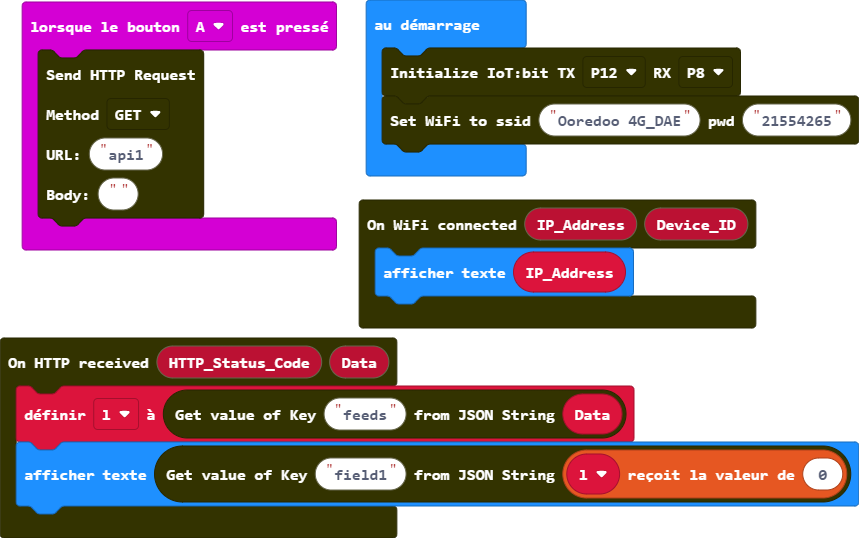 lorsque le bouton A est pressé
Send HTTP Request
Method GET
URL: "api1"
Body: " "
au démarrage
Initialize IoT:bit TX P12 RX P8
Set WiFi to ssid "Ooredoo 4G_DAE" pwd "21554265"
On WiFi connected IP_Address Device_ID
afficher texte IP_Address
On HTTP received HTTP_Status_Code Data
définir l à Get value of Key "feeds" from JSON String Data
afficher texte Get value of Key "field1" from JSON String l reçoit la valeur de 0